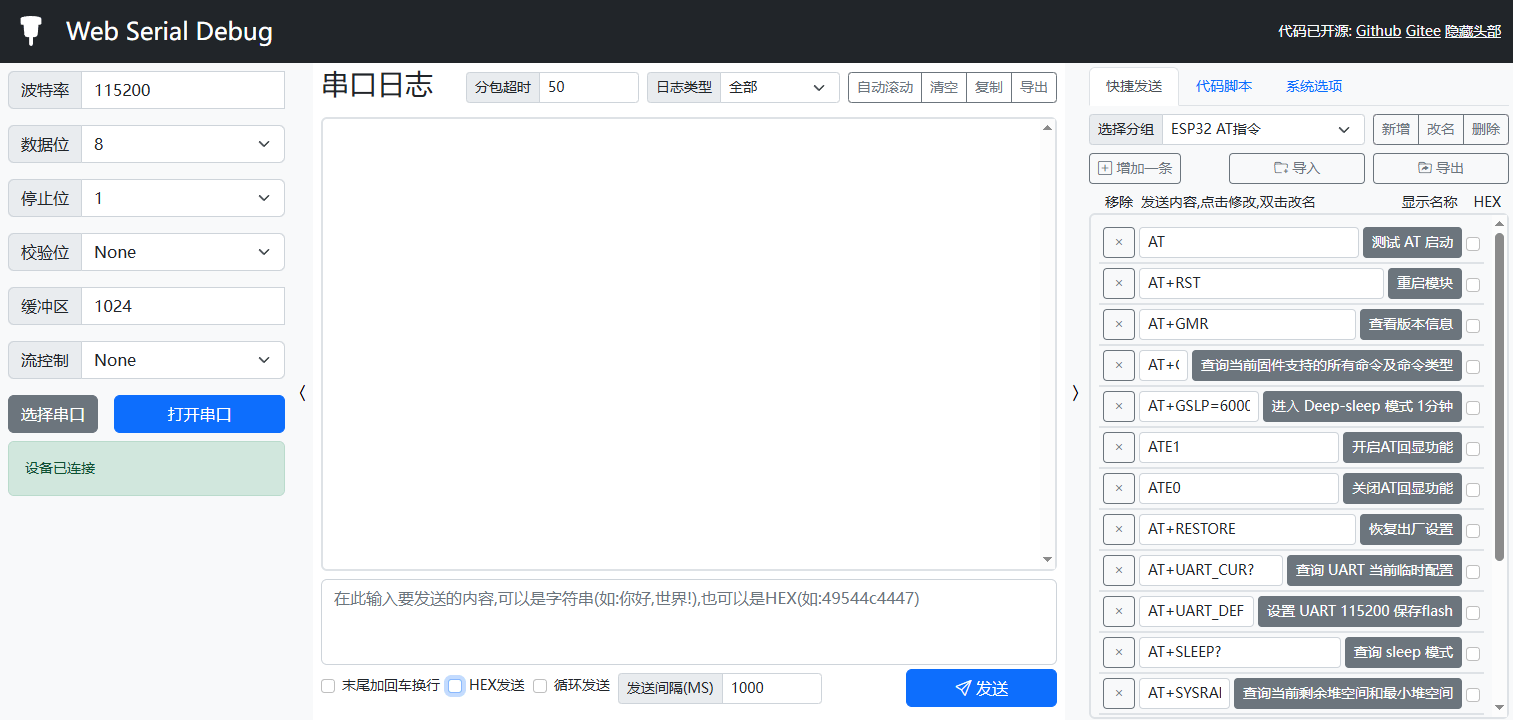 Web Serial Debug
代码已开源: Github Gitee 隐藏头部
波特率 115200
数据位 8
停止位 1
校验位 None
缓冲区 1024
流控制 None
选择串口 打开串口
设备已连接
串口日志 分包超时 50 日志类型 全部 自动滚动 清空 复制 导出
在此输入要发送的内容,可以是字符串(如:你好,世界!),也可以是HEX(如:49544c4447)
末尾加回车换行 HEX发送 循环发送 发送间隔(MS) 1000 发送
快捷发送 代码脚本 系统选项
选择分组 ESP32 AT指令 新增 改名 删除
增加一条 导入 导出
移除 发送内容,点击修改,双击改名 显示名称 HEX
× AT 测试 AT 启动
× AT+RST 重启模块
× AT+GMR 查看版本信息
× 查询当前固件支持的所有命令及命令类型
× AT+GSLP=6000 进入 Deep-sleep 模式 1分钟
× ATE1 开启AT回显功能
× ATE0 关闭AT回显功能
× AT+RESTORE 恢复出厂设置
× AT+UART_CUR? 查询 UART 当前临时配置
× AT+UART_DEF 设置 UART 115200 保存flash
× AT+SLEEP? 查询 sleep 模式
× AT+SYSRAI 查询当前剩余堆空间和最小堆空间